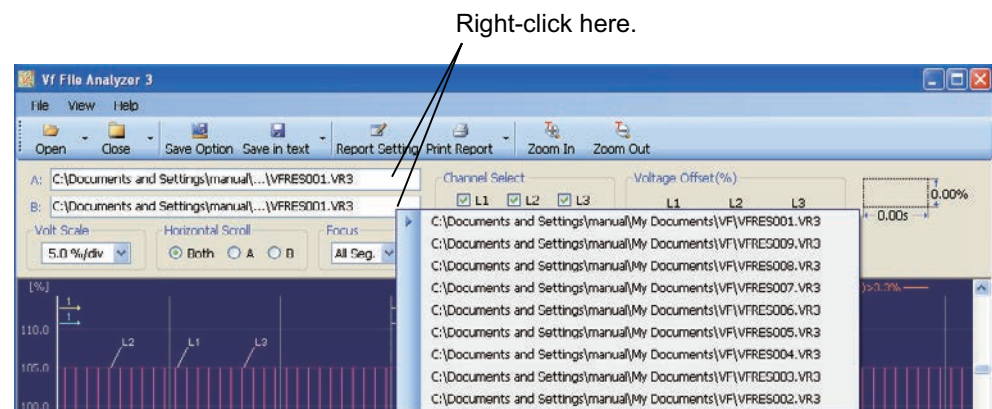 Right-click here.
Vf File Analyzer 3
File View Help
Open Close Save Option Save in text Report Setting Print Report Zoom In Zoom Out
A: C:\Documents and Settings\manual\...\VFRES001.VR3
Channel Select Voltage Offset(%)
L1 L2 L3 L1 L2 L3
0.00%
B: C:\Documents and Settings\manual\...\VFRES001.VR3
0.00s
Volt Scale Horizontal Scroll Focus
5.0 %/div Both A B All Seg.
C:\Documents and Settings\manual\My Documents\VF\VFRES001.VR3
C:\Documents and Settings\manual\My Documents\VF\VFRES009.VR3
C:\Documents and Settings\manual\My Documents\VF\VFRES008.VR3
C:\Documents and Settings\manual\My Documents\VF\VFRES007.VR3
C:\Documents and Settings\manual\My Documents\VF\VFRES006.VR3
C:\Documents and Settings\manual\My Documents\VF\VFRES005.VR3
C:\Documents and Settings\manual\My Documents\VF\VFRES004.VR3
C:\Documents and Settings\manual\My Documents\VF\VFRES003.VR3
C:\Documents and Settings\manual\My Documents\VF\VFRES002.VR3
[%]
)>3.3%
1
1
110.0
L2 L1 L3
105.0
100.0